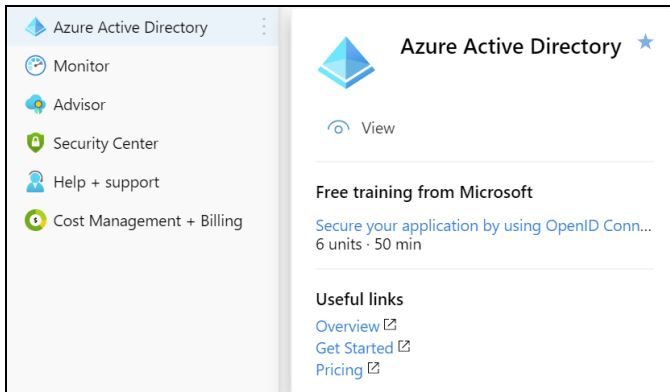 Azure Active Directory
Monitor
Advisor
Security Center
Help + support
Cost Management + Billing
Azure Active Directory
View
Free training from Microsoft
Secure your application by using OpenID Conn...
6 units · 50 min
Useful links
Overview
Get Started
Pricing